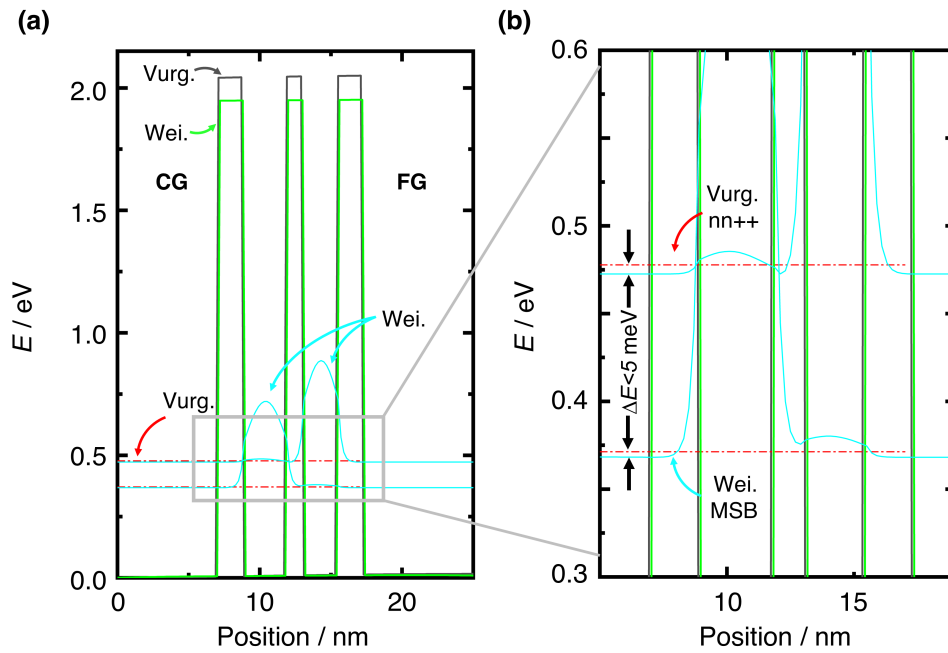 (a)
(b)
Vurg.
Wei.
CG
FG
Wei.
Vurg.
2.0
1.5
1.0
0.5
0.0
E / eV
0
10
20
Position / nm
0.6
0.5
0.4
0.3
E / eV
Vurg.
nn++
ΔE<5 meV
Wei.
MSB
10
15
Position / nm